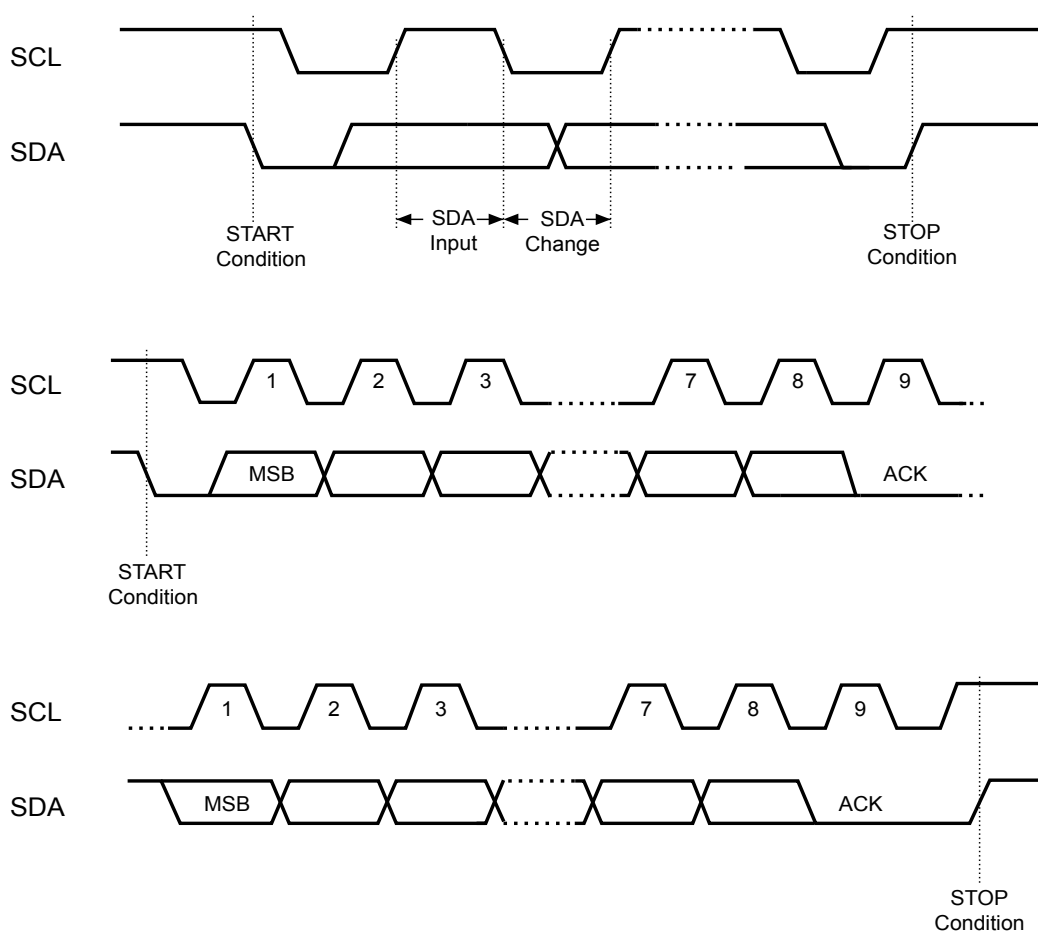 SCL
SDA
SDA
Input
SDA
Change
START
Condition
STOP
Condition
SCL
1 2 3 7 8 9
SDA
MSB ACK
START
Condition
SCL
1 2 3 7 8 9
SDA
MSB ACK
STOP
Condition